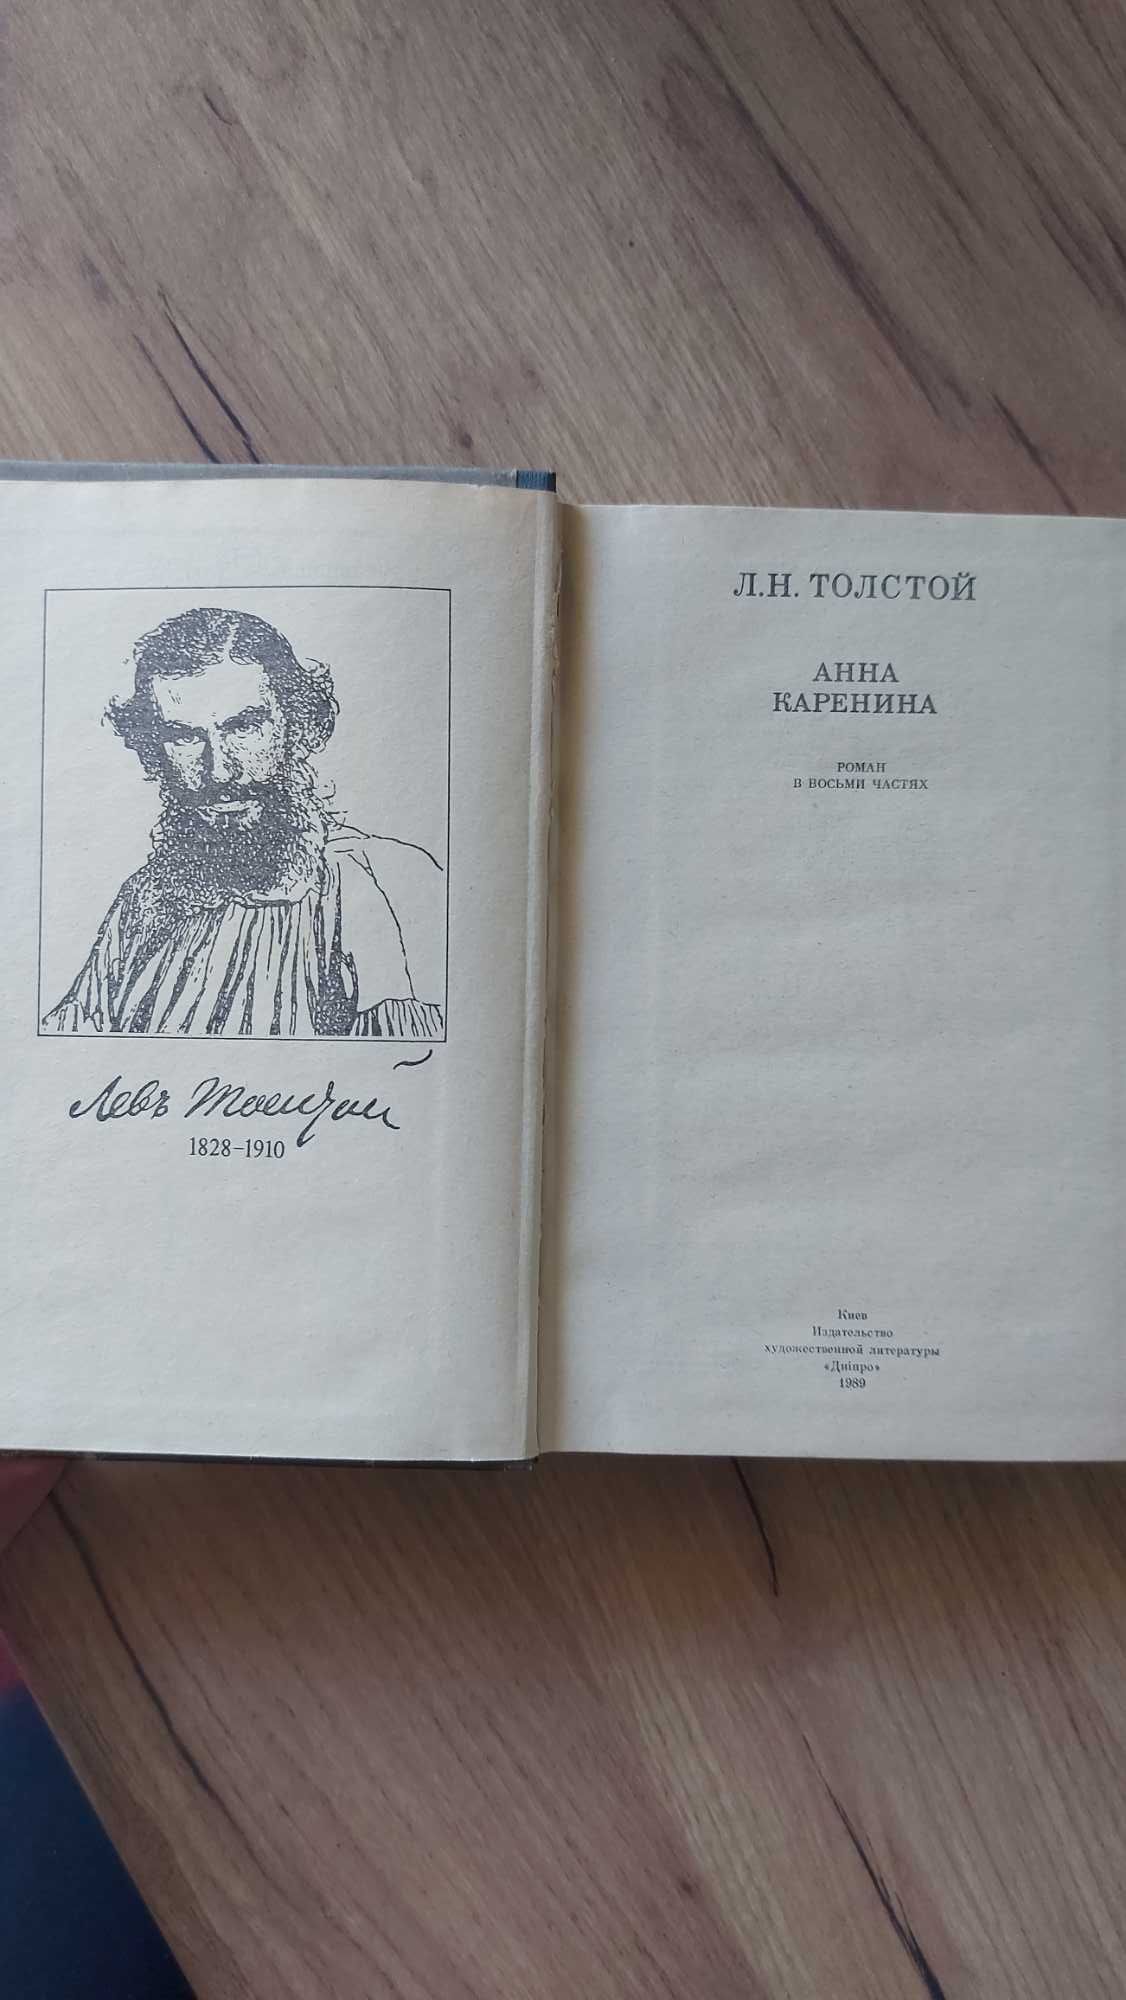 Левъ Толстой
1828–1910
Л.Н. ТОЛСТОЙ
АННА
КАРЕНИНА
РОМАН
В ВОСЬМИ ЧАСТЯХ
Киев
Издательство
художественной литературы
«Дніпро»
1989